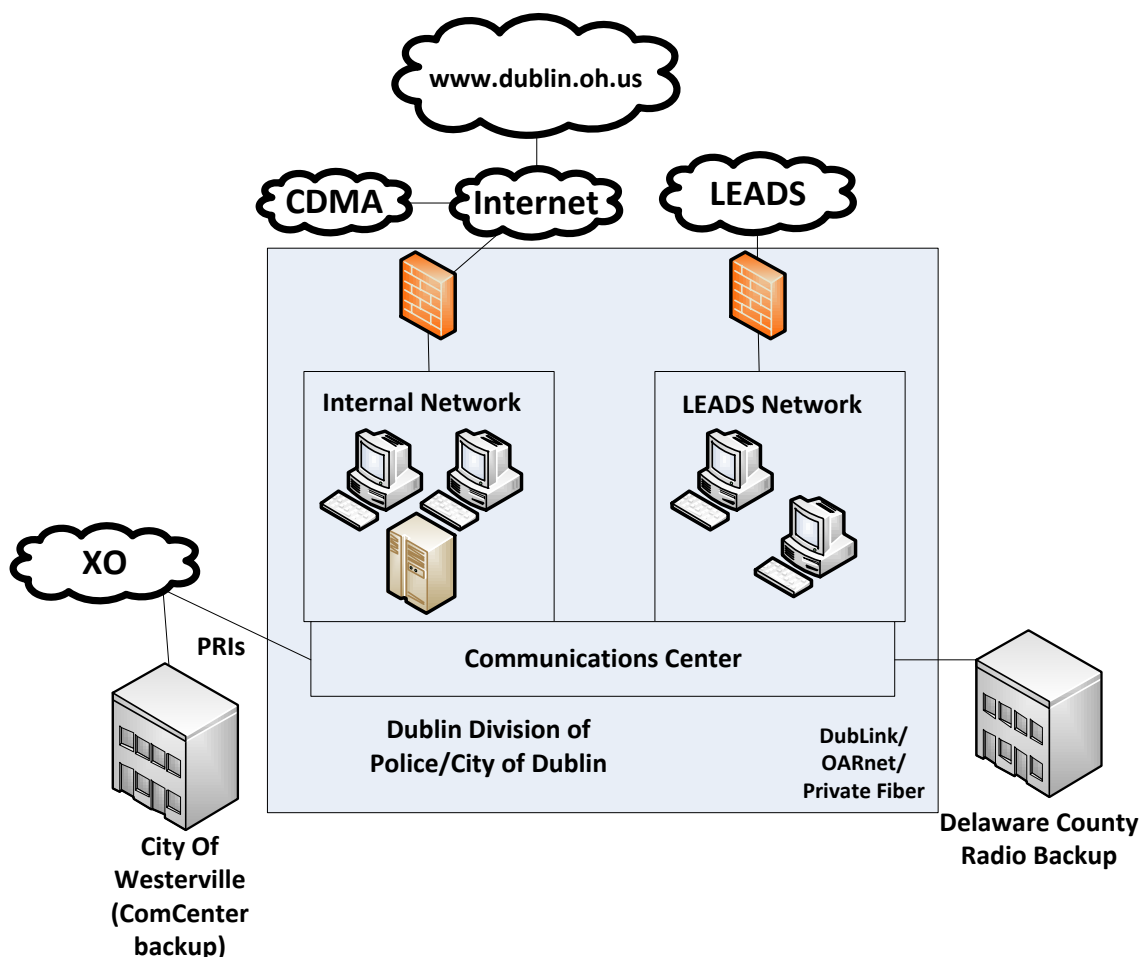 www.dublin.oh.us
CDMA
Internet
LEADS
Internal Network
LEADS Network
XO
PRIs
Communications Center
Dublin Division of
Police/City of Dublin
DubLink/
OARnet/
Private Fiber
City Of
Westerville
(ComCenter
backup)
Delaware County
Radio Backup